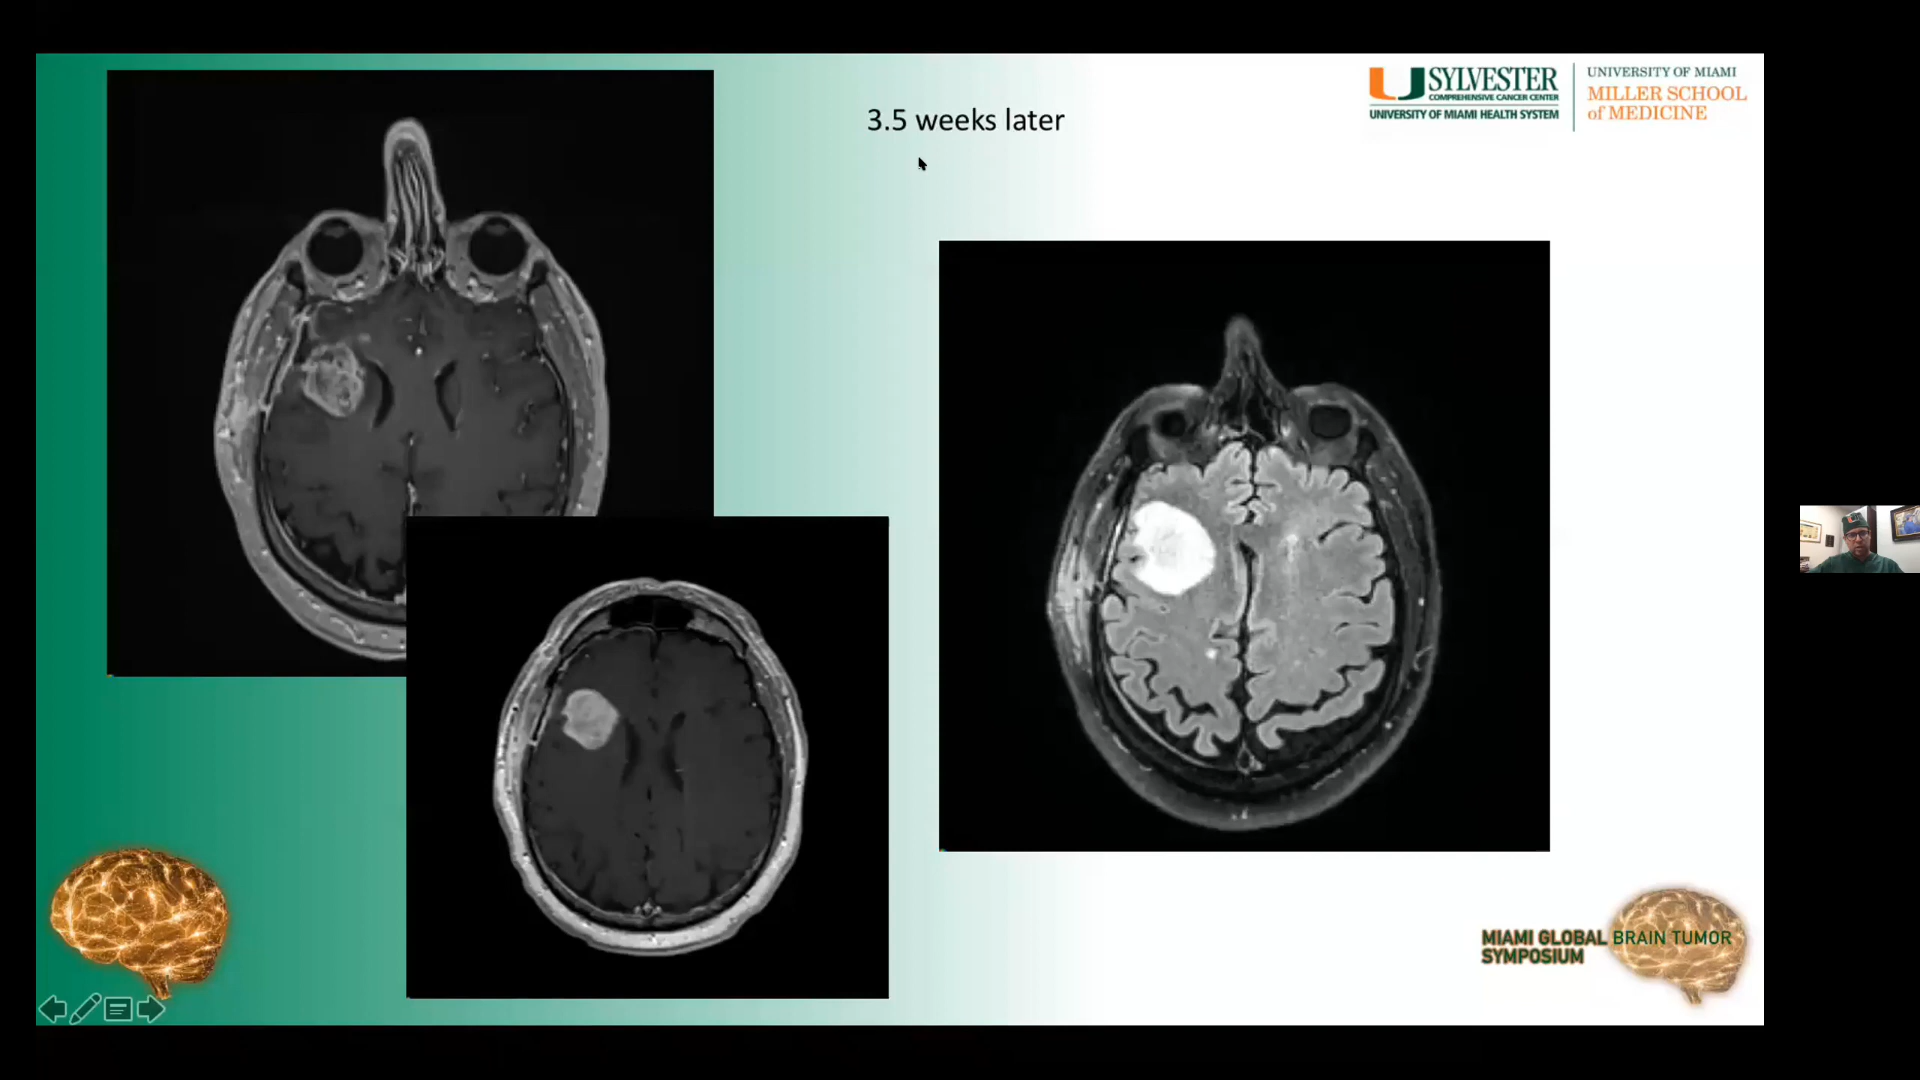 3.5 weeks later
SYLVESTER
COMPREHENSIVE CANCER CENTER
UNIVERSITY OF MIAMI HEALTH SYSTEM
UNIVERSITY OF MIAMI
MILLER SCHOOL
of MEDICINE
MIAMI GLOBAL BRAIN TUMOR
SYMPOSIUM